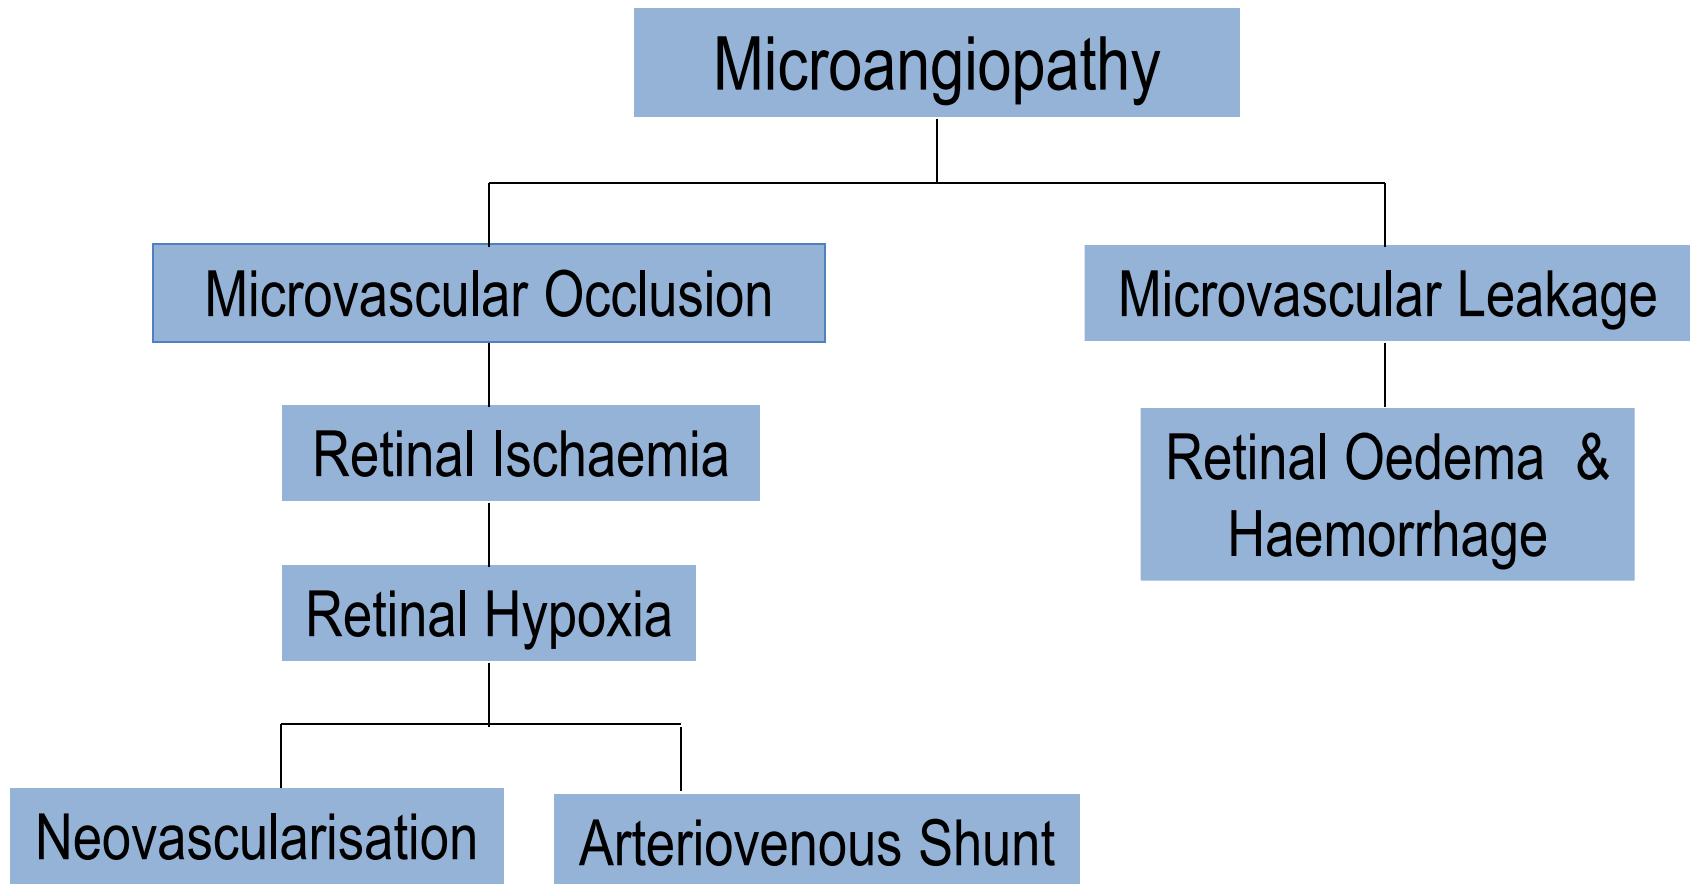 Microangiopathy
Microvascular Occlusion
Microvascular Leakage
Retinal Ischaemia
Retinal Oedema &
Haemorrhage
Retinal Hypoxia
Neovascularisation
Arteriovenous Shunt